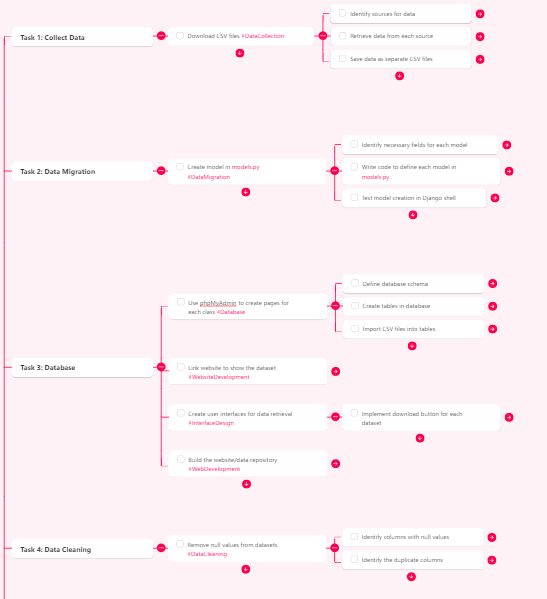 Task 1: Collect Data
Download CSV files #DataCollection
Identify sources for data
Retrieve data from each source
Save data as separate CSV files
Task 2: Data Migration
Create model in models.py
#DataMigration
Identify necessary fields for each model
Write code to define each model in
models.py
Test model creation in Django shell
Task 3: Database
Use phpMyAdmin to create pages for
each class #Database
Define database schema
Create tables in database
Import CSV files into tables
Link website to show the dataset
#WebsiteDevelopment
Create user interfaces for data retrieval
#InterfaceDesign
Implement download button for each
dataset
Build the website/data repository
#WebDevelopment
Task 4: Data Cleaning
Remove null values from datasets
#DataCleaning
Identify columns with null values
Identify the duplicate columns